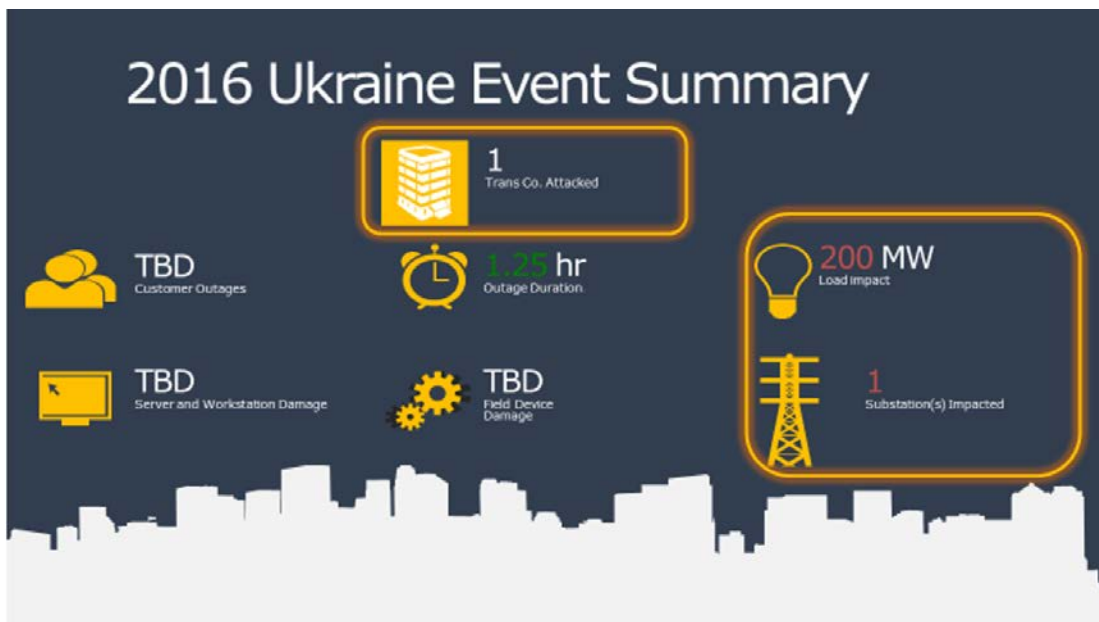 2016 Ukraine Event Summary
1
Trans Co. Attacked
TBD
Customer Outages
1.25 hr
Outage Duration
200 MW
Load impact
TBD
Server and Workstation Damage
TBD
Field Device
Damage
1
Substation(s) Impacted